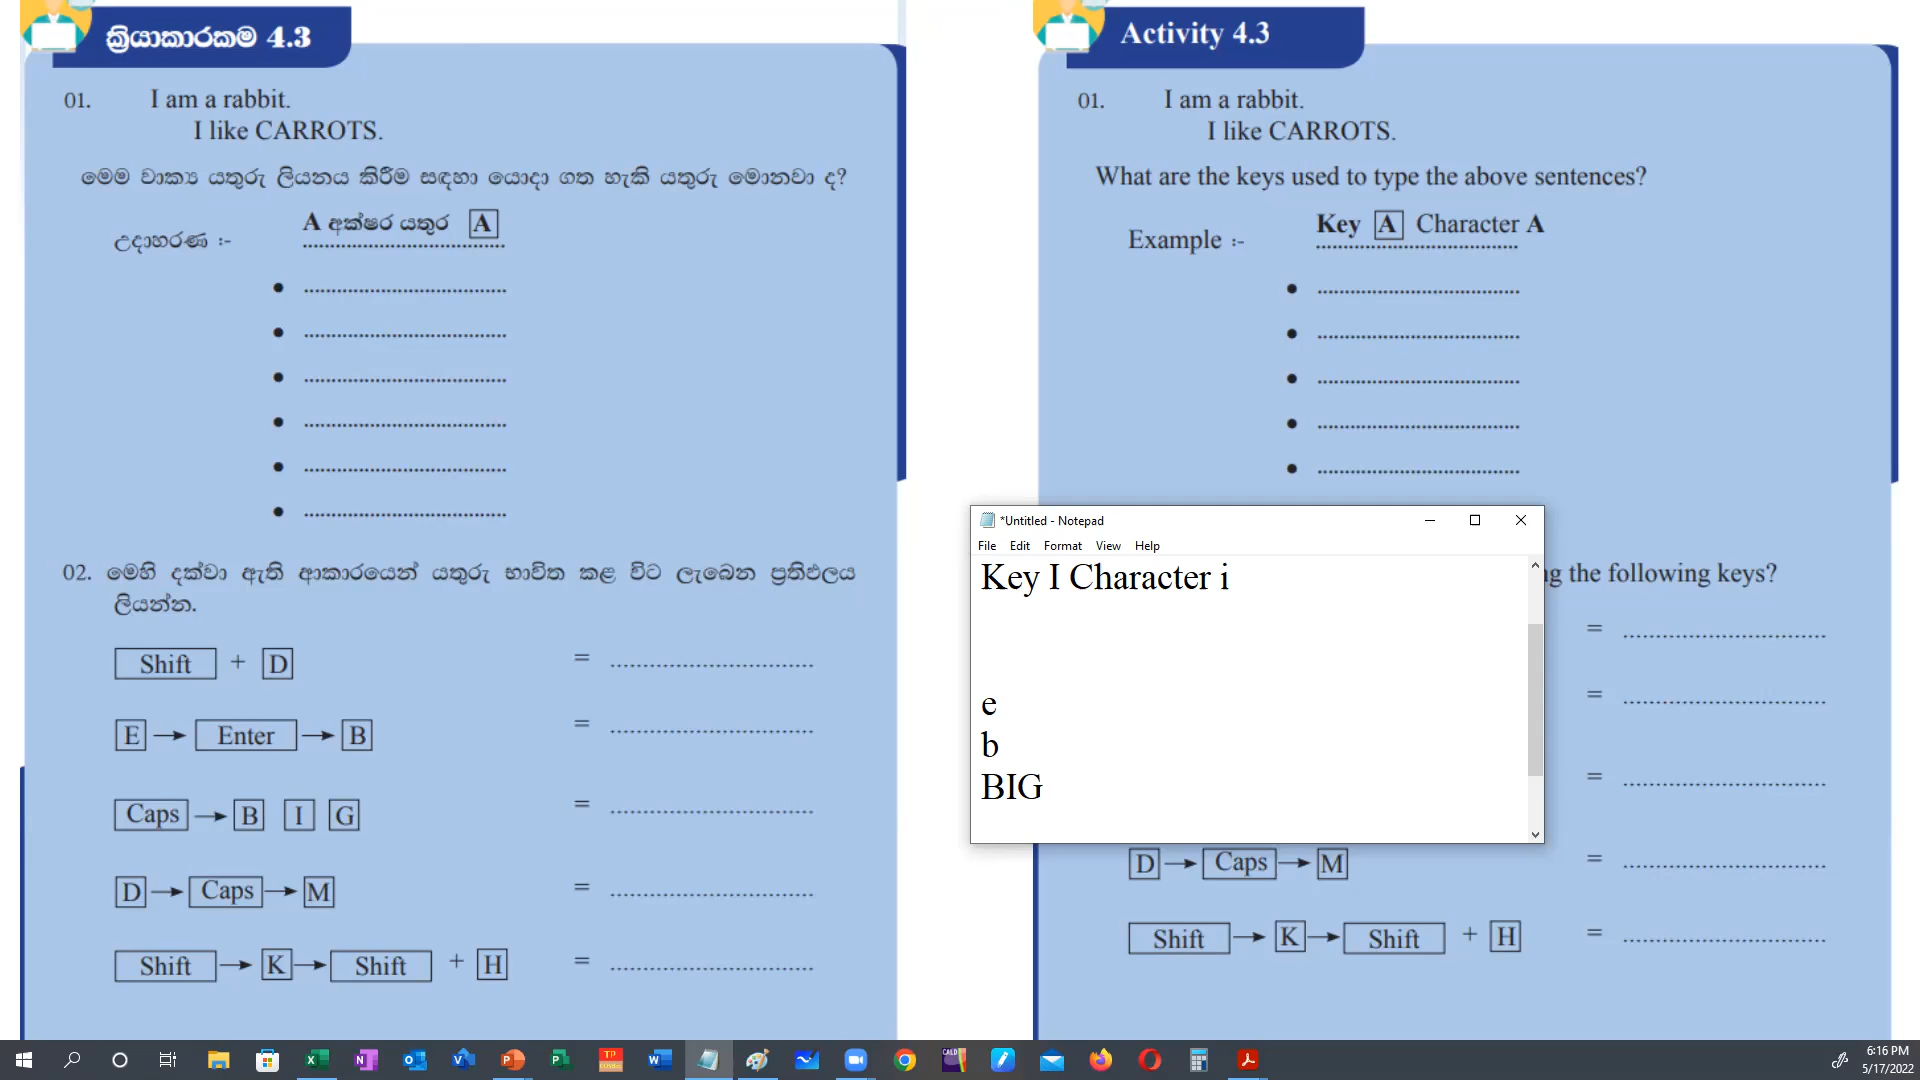 ක්‍රියාකාරකම 4.3
01. I am a rabbit.
I like CARROTS.
මෙම වාක්‍ය යතුරු ලියනය කිරීම සඳහා යොදා ගත හැකි යතුරු මොනවා ද?
උදාහරණ :- A අක්ෂර යතුර A
02. මෙහි දක්වා ඇති ආකාරයෙන් යතුරු භාවිත කළ විට ලැබෙන ප්‍රතිඵලය
ලියන්න.
Shift + D =
E → Enter → B =
Caps → B I G =
D → Caps → M =
Shift → K → Shift + H =
Activity 4.3
01. I am a rabbit.
I like CARROTS.
What are the keys used to type the above sentences?
Example :- Key A Character A
ng the following keys?
=
=
=
D → Caps → M =
Shift → K → Shift + H =
*Untitled - Notepad
File Edit Format View Help
Key I Character i
e
b
BIG
6:16 PM
5/17/2022